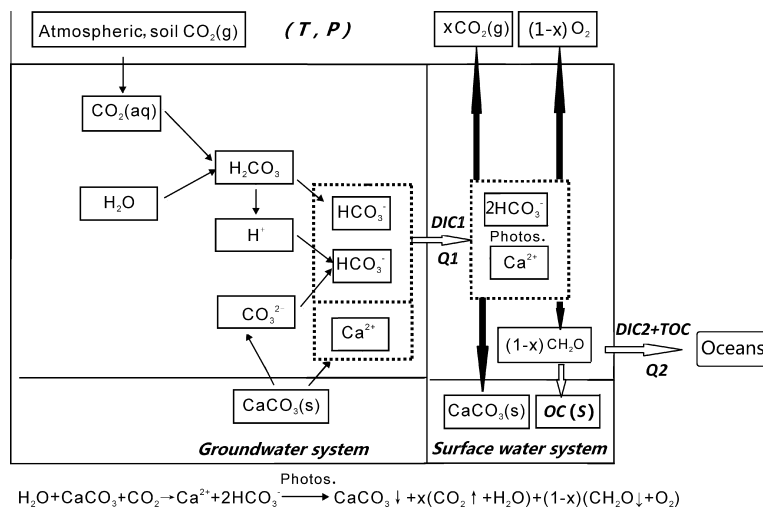 Atmospheric, soil CO₂(g)
(T, P)
xCO₂(g)
(1-x)O₂
CO₂(aq)
H₂CO₃
H₂O
HCO₃⁻
2HCO₃⁻
DIC1
H⁺
Photos.
HCO₃⁻
Q1
Ca²⁺
CO₃²⁻
Ca²⁺
DIC2+TOC
(1-x)CH₂O
Oceans
Q2
CaCO₃(s)
CaCO₃(s)
OC(S)
Groundwater system
Surface water system
Photos.
H₂O+CaCO₃+CO₂→Ca²⁺+2HCO₃⁻⟶CaCO₃↓+x(CO₂↑+H₂O)+(1-x)(CH₂O↓+O₂)